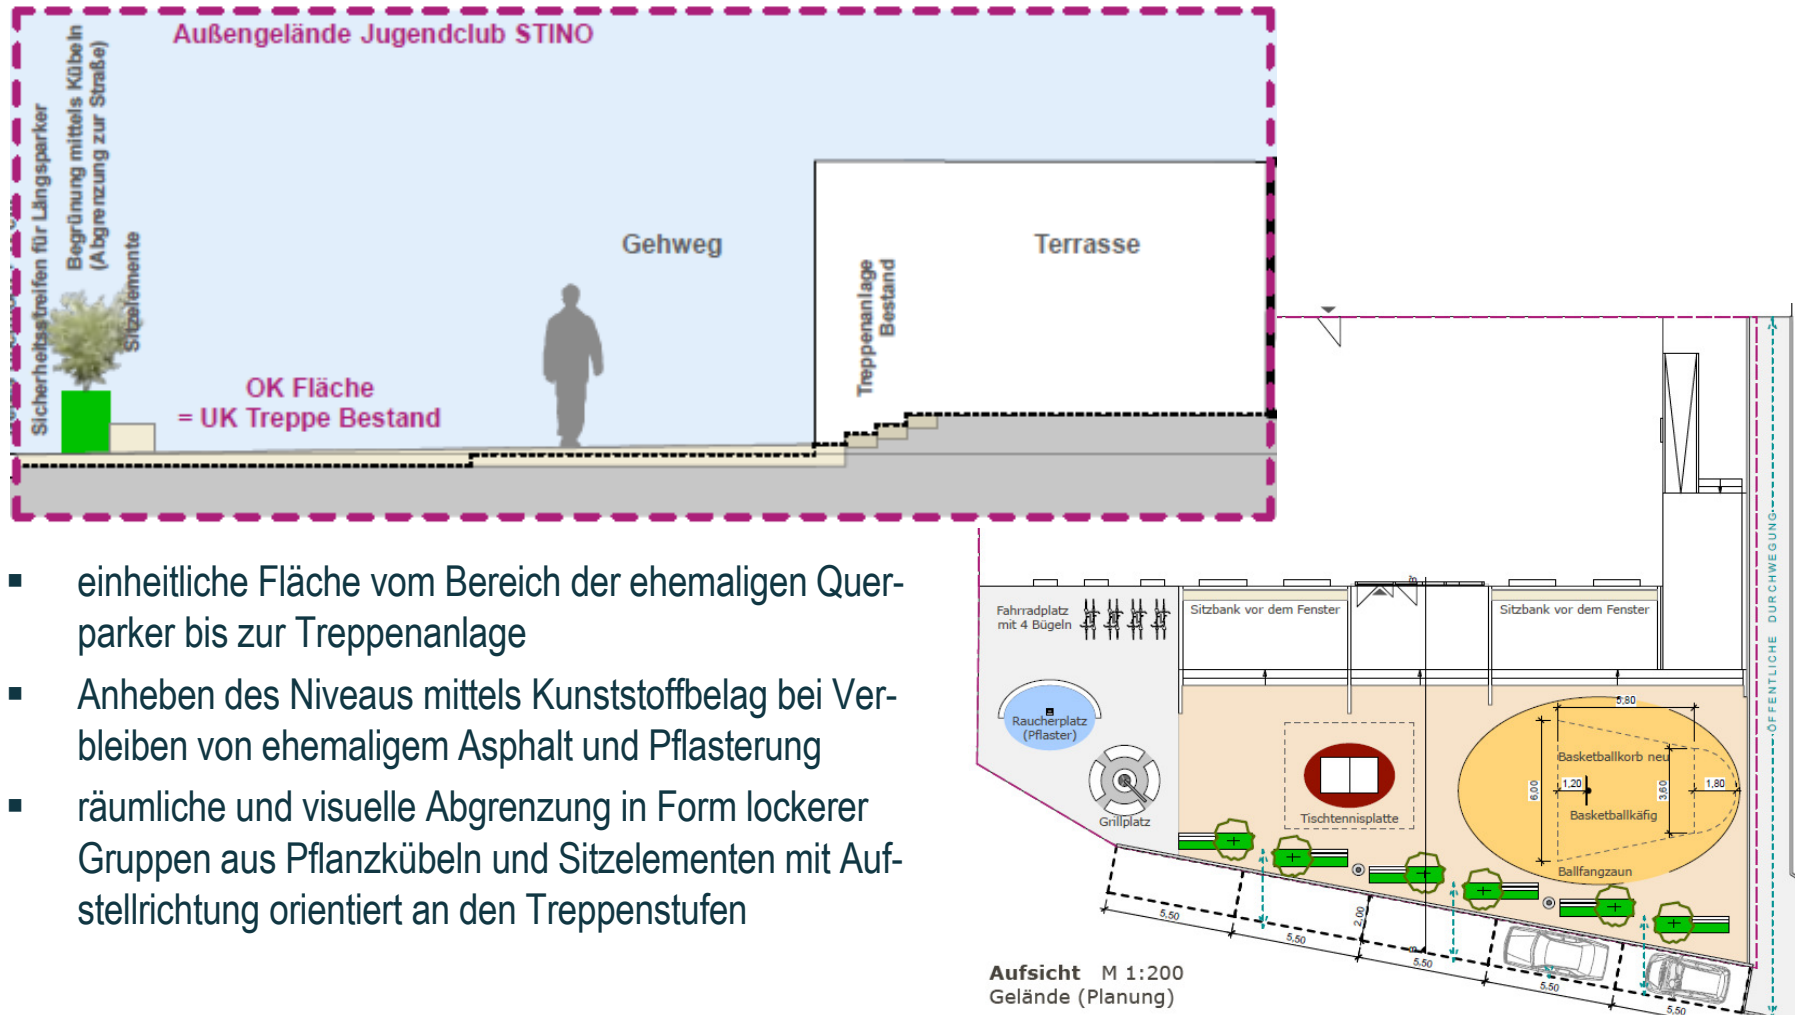 Außengelände Jugendclub STINO
Sicherheitsstreifen für Längsparker
Begrünung mittels Kübeln
(Abgrenzung zur Straße)
Sitzelemente
Gehweg
Terrasse
Treppenanlage
Bestand
OK Fläche
= UK Treppe Bestand
▪ einheitliche Fläche vom Bereich der ehemaligen Quer-
parker bis zur Treppenanlage
▪ Anheben des Niveaus mittels Kunststoffbelag bei Ver-
bleiben von ehemaligem Asphalt und Pflasterung
▪ räumliche und visuelle Abgrenzung in Form lockerer
Gruppen aus Pflanzkübeln und Sitzelementen mit Auf-
stellrichtung orientiert an den Treppenstufen
Fahrradplatz
mit 4 Bügeln
Sitzbank vor dem Fenster
Sitzbank vor dem Fenster
Raucherplatz
(Pflaster)
Grillplatz
Tischtennisplatte
5,80
Basketballkorb neu
6,00
1,20
3,60
1,80
Basketballkäfig
Ballfangzaun
ÖFFENTLICHE DURCHWEGUNG
5,50
5,50
2,00
5,50
5,50
5,50
Aufsicht M 1:200
Gelände (Planung)